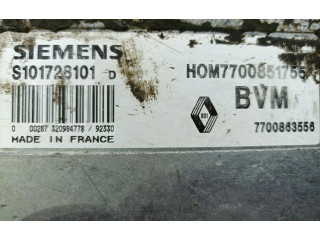 SIEMENS
S101726101 D
HOM7700851755
BVM
7700863556
0 00287 320984778 / 92330
MADE IN FRANCE